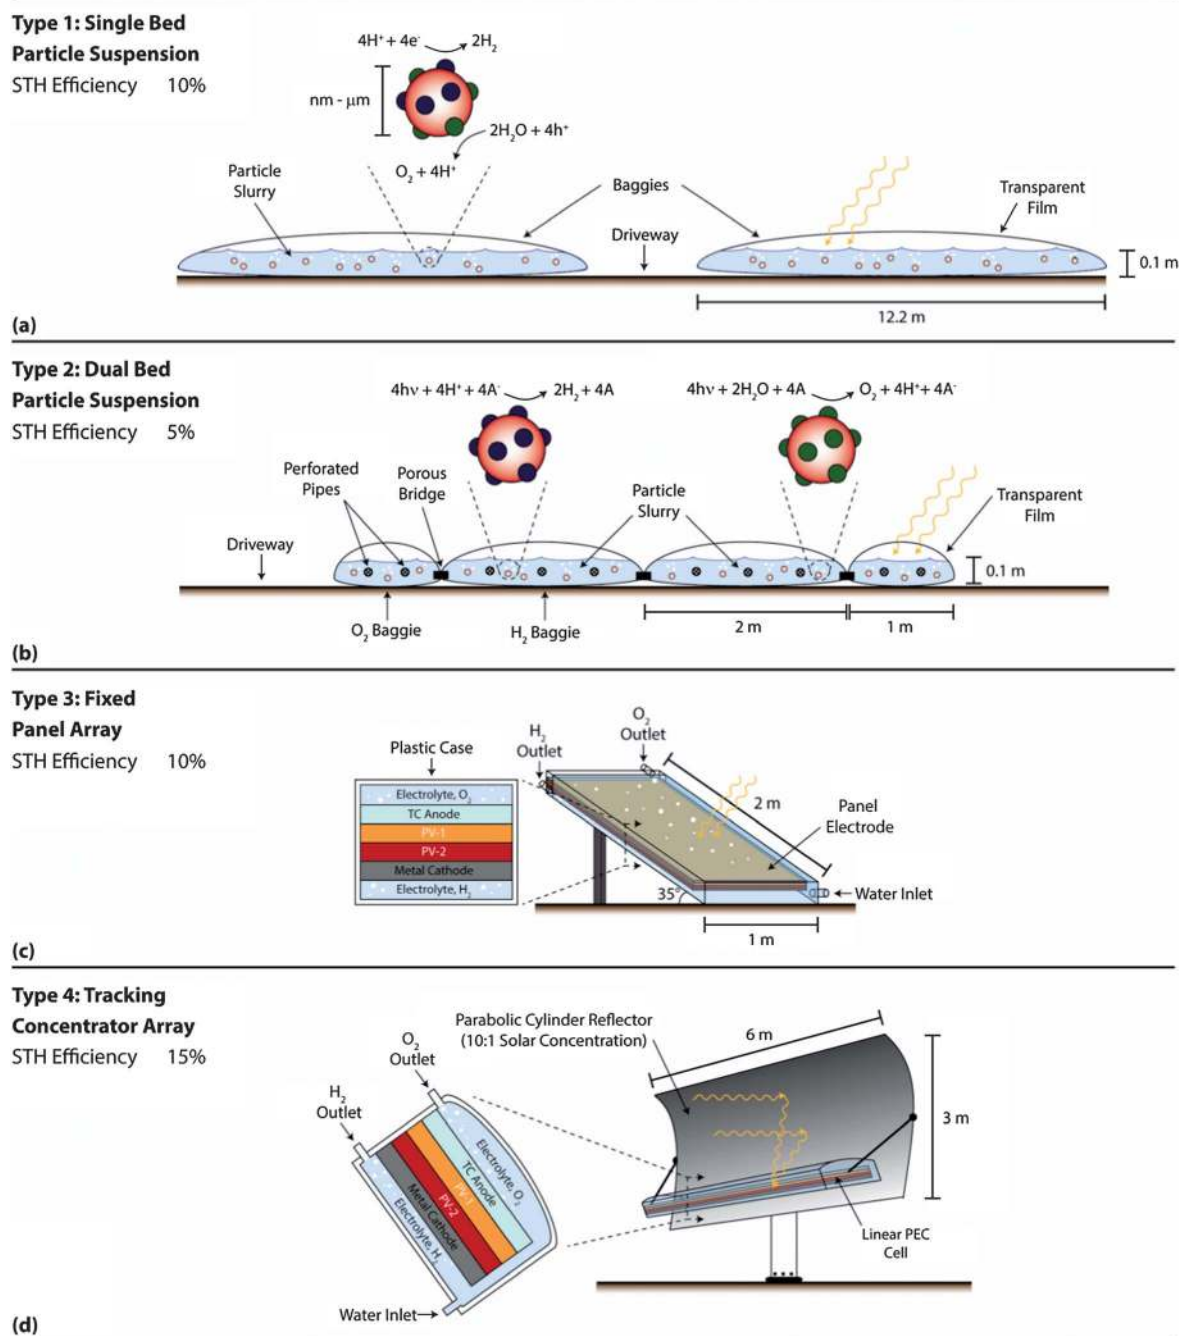 Type 1: Single Bed
Particle Suspension
STH Efficiency 10%
4H⁺ + 4e⁻ 2H₂
nm - μm
2H₂O + 4h⁺
O₂ + 4H⁺
Particle
Slurry
Baggies
Driveway
Transparent
Film
0.1 m
12.2 m
(a)
Type 2: Dual Bed
Particle Suspension
STH Efficiency 5%
4hν + 4H⁺ + 4A⁻ 2H₂ + 4A
4hν + 2H₂O + 4A O₂ + 4H⁺ + 4A⁻
Perforated
Pipes
Porous
Bridge
Particle
Slurry
Transparent
Film
Driveway
0.1 m
O₂ Baggie
H₂ Baggie
2 m
1 m
(b)
Type 3: Fixed
Panel Array
STH Efficiency 10%
Plastic Case
Electrolyte, O₂
TC Anode
PV-1
PV-2
Metal Cathode
Electrolyte, H₂
H₂
Outlet
O₂
Outlet
2 m
Panel
Electrode
35°
Water Inlet
1 m
(c)
Type 4: Tracking
Concentrator Array
STH Efficiency 15%
O₂
Outlet
H₂
Outlet
Electrolyte, O₂
TC Anode
PV-1
PV-2
Metal Cathode
Electrolyte, H₂
Water Inlet
Parabolic Cylinder Reflector
(10:1 Solar Concentration)
6 m
3 m
Linear PEC
Cell
(d)